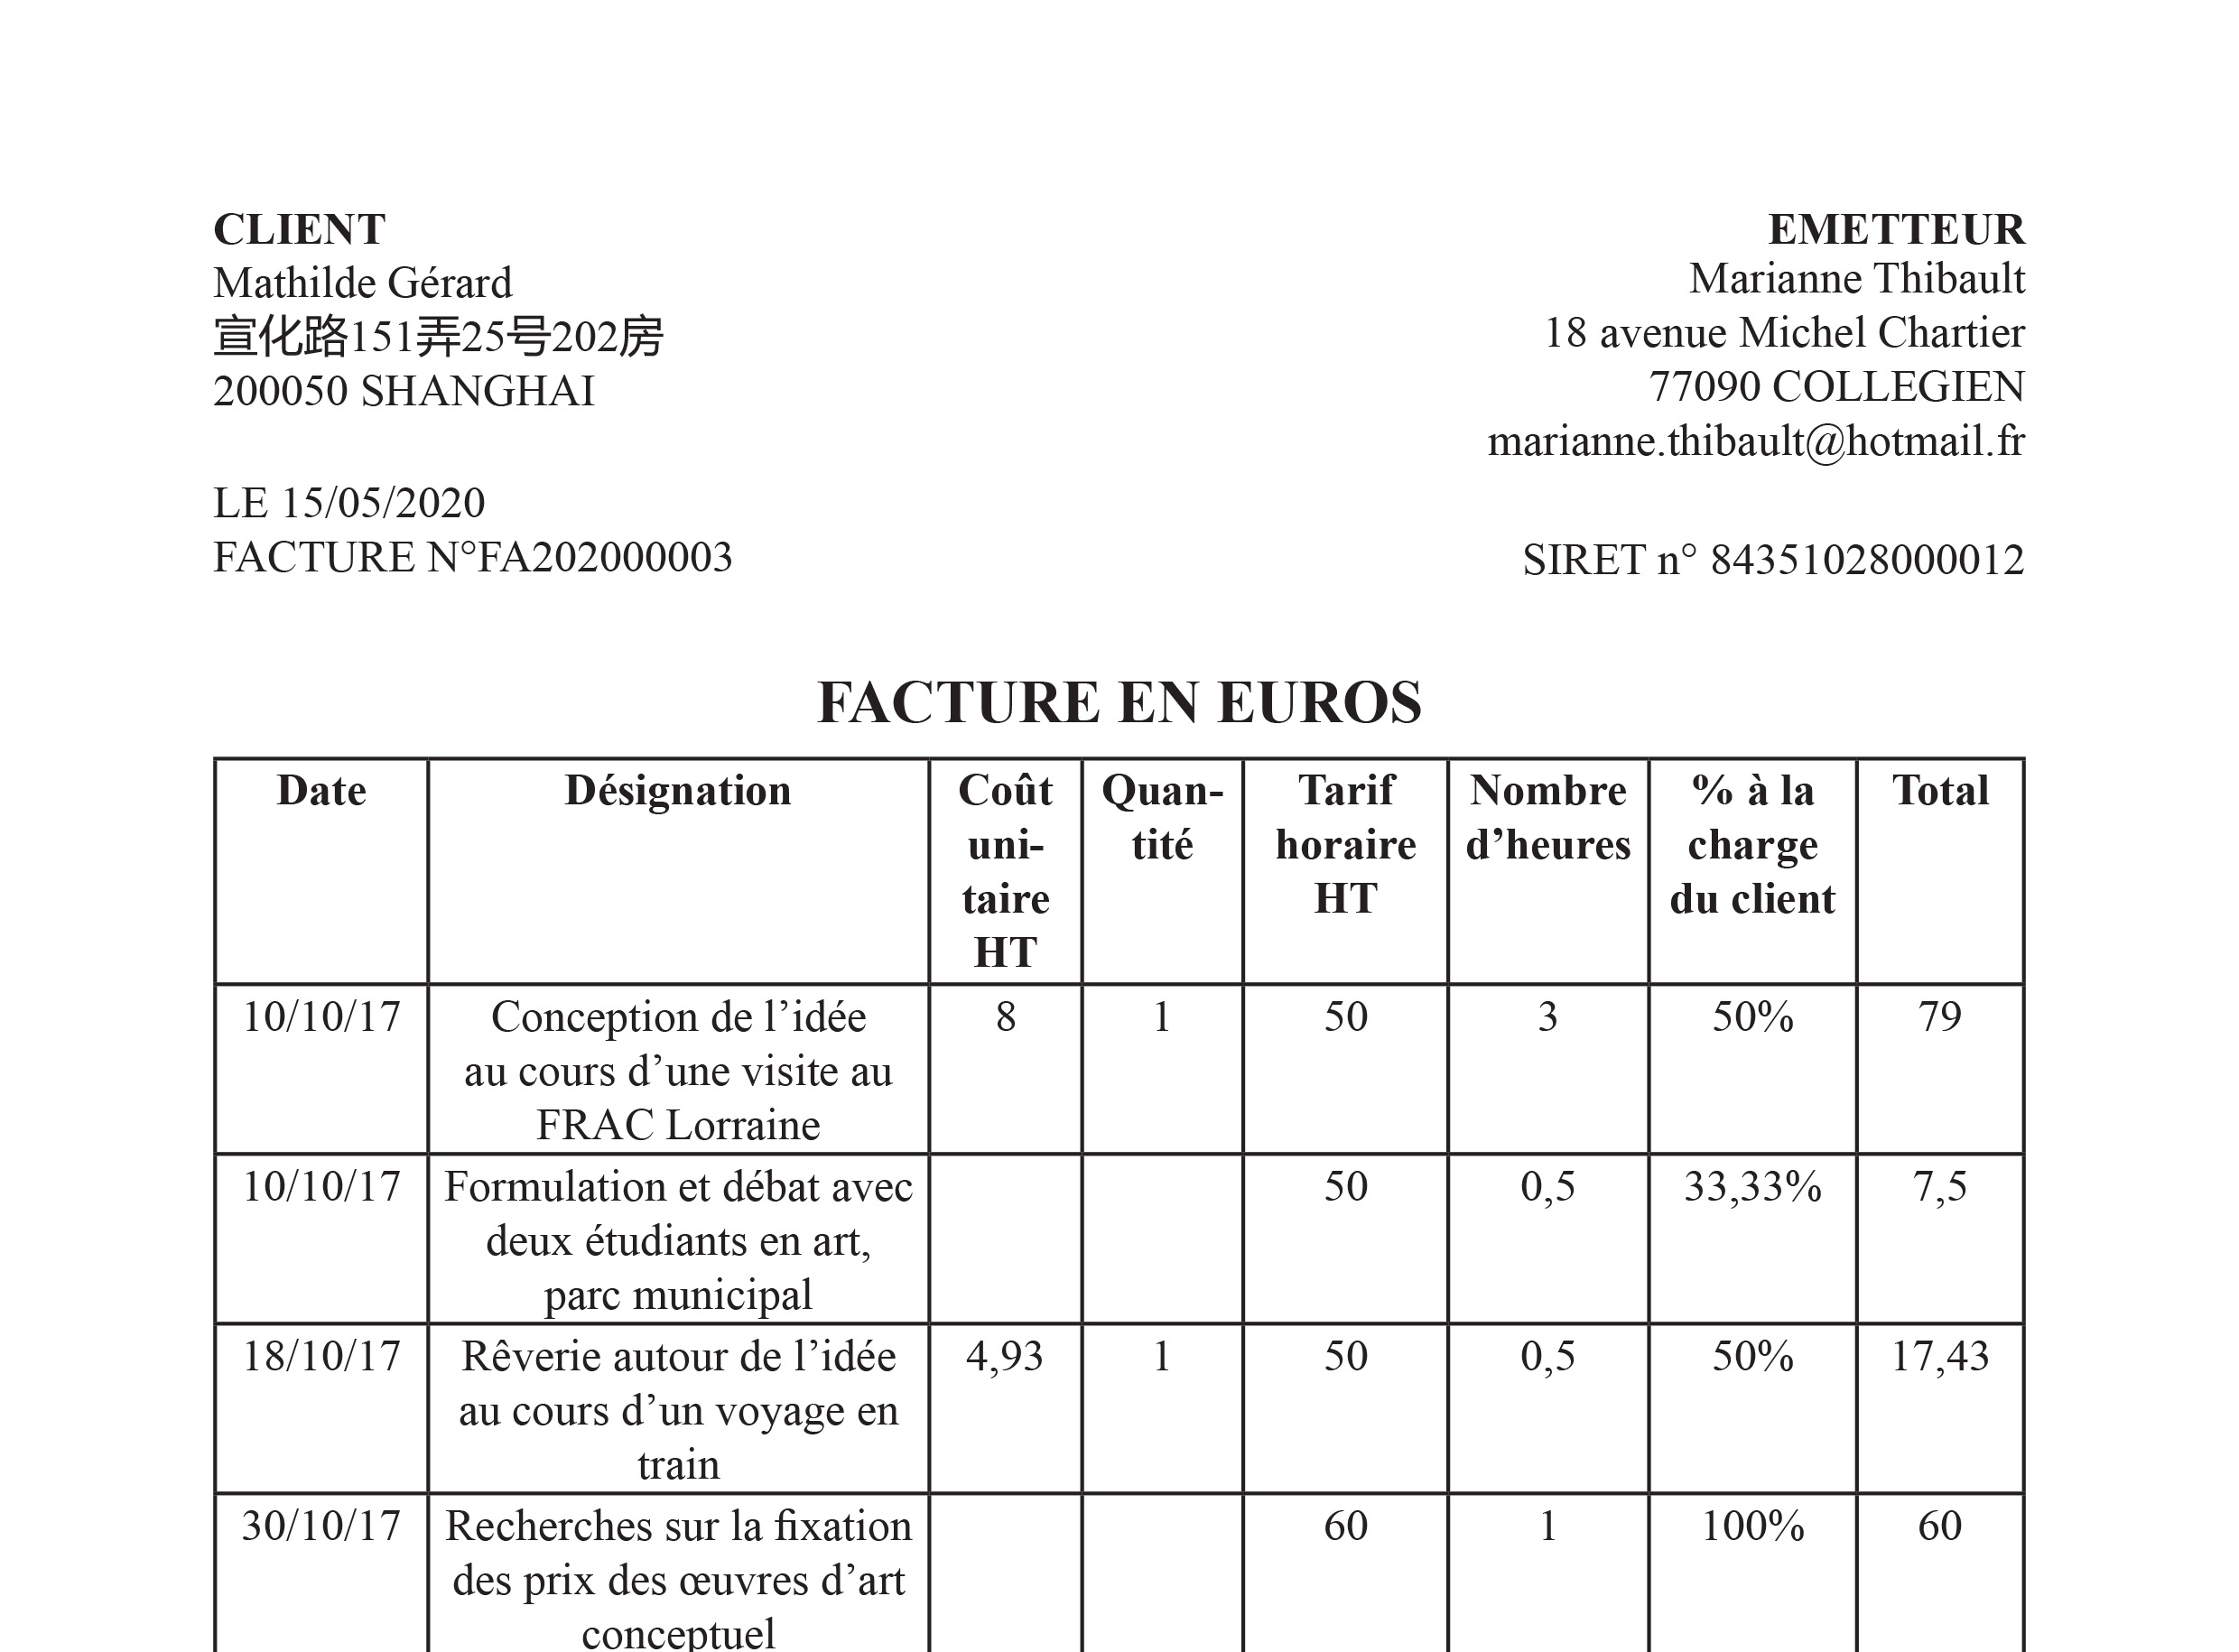 CLIENT
Mathilde Gérard
宣化路151弄25号202房
200050 SHANGHAI
LE 15/05/2020
FACTURE N°FA202000003
EMETTEUR
Marianne Thibault
18 avenue Michel Chartier
77090 COLLEGIEN
marianne.thibault@hotmail.fr
SIRET n° 84351028000012
FACTURE EN EUROS
Date
Désignation
Coût
uni-
taire
HT
Quan-
tité
Tarif
horaire
HT
Nombre
d’heures
% à la
charge
du client
Total
10/10/17
Conception de l’idée
au cours d’une visite au
FRAC Lorraine
8
1
50
3
50%
79
10/10/17
Formulation et débat avec
deux étudiants en art,
parc municipal
50
0,5
33,33%
7,5
18/10/17
Rêverie autour de l’idée
au cours d’un voyage en
train
4,93
1
50
0,5
50%
17,43
30/10/17
Recherches sur la fixation
des prix des œuvres d’art
conceptuel
60
1
100%
60